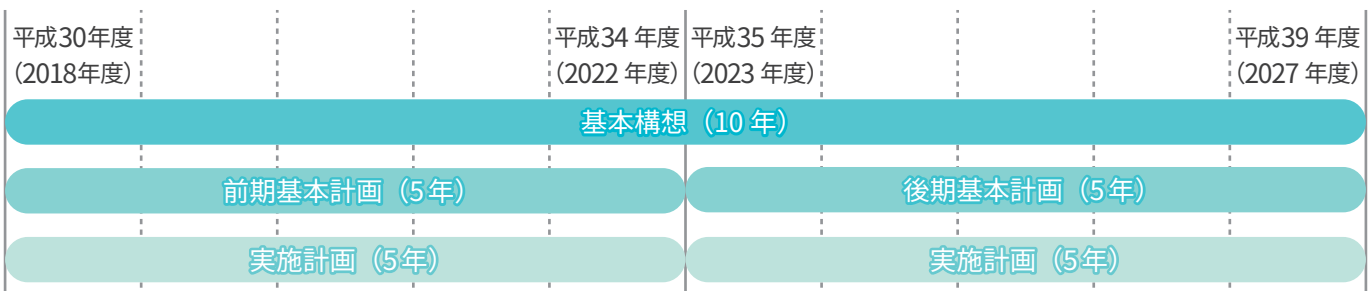 平成30年度
（2018年度）
平成34 年度
（2022 年度）
平成35 年度
（2023 年度）
平成39 年度
（2027 年度）
基本構想（10 年）
前期基本計画（5年）
後期基本計画（5年）
実施計画（5年）
実施計画（5年）